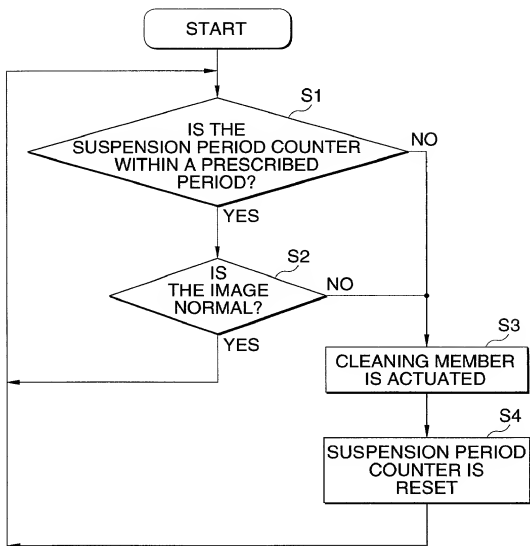 START
S1
IS THE
SUSPENSION PERIOD COUNTER
WITHIN A PRESCRIBED
PERIOD?
NO
YES
S2
IS
THE IMAGE
NORMAL?
NO
YES
S3
CLEANING MEMBER
IS ACTUATED
S4
SUSPENSION PERIOD
COUNTER IS
RESET